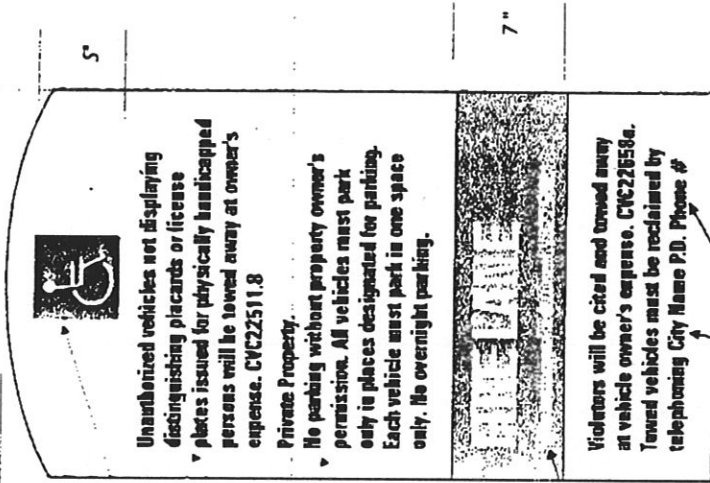 5"
Unauthorized vehicles not displaying
distinguishing placards or license
plates issued for physically handicapped
persons will be towed away at owner's
expense. CVC22511.8
Private Property.
No parking without property owner's
permission. All vehicles must park
only in places designated for parking.
Each vehicle must park in one space
only. No overnight parking.
7"
Violators will be cited and towed away
at vehicle owner's expense. CVC22658a.
Towed vehicles must be reclaimed by
telephoning City Name P.D. Phone #